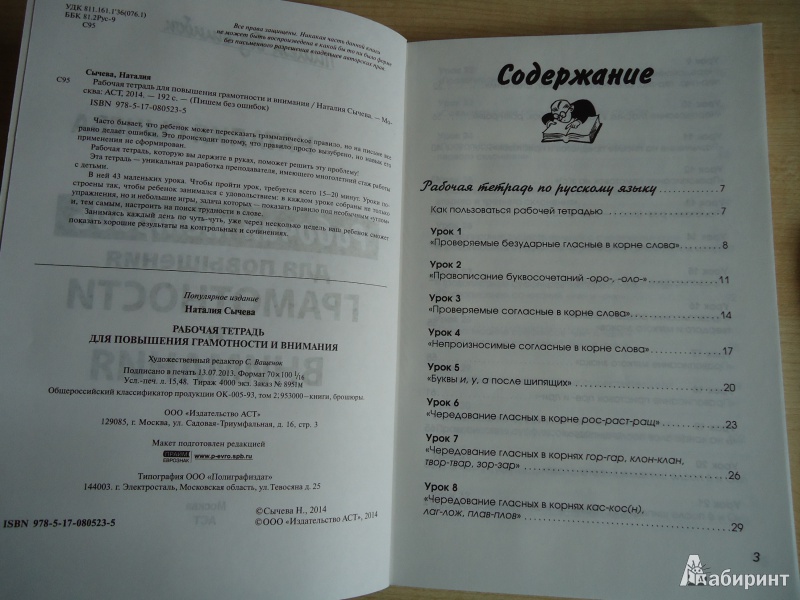 УДК 811.161.1'36(076.1)
ББК 81.2Рус-9
С95
Все права защищены. Никакая часть данной книги
не может быть воспроизведена в какой бы то ни было форме
без письменного разрешения владельцев авторских прав.
Сычева, Наталия
С95 Рабочая тетрадь для повышения грамотности и внимания / Наталия Сычева. — Мо-
сква: АСТ, 2014. — 192 с. — (Пишем без ошибок)
ISBN 978-5-17-080523-5
Часто бывает, что ребенок может пересказать грамматическое правило, но на письме все
равно делает ошибки. Это происходит потому, что правило просто вызубрено, но навык его
применения не сформирован.
Рабочая тетрадь, которую вы держите в руках, поможет решить эту проблему!
Эта тетрадь — уникальная разработка преподавателя, имеющего многолетний стаж работы
с детьми.
В ней 43 маленьких урока. Чтобы пройти урок, требуется всего 15–20 минут. Уроки по-
строены так, чтобы ребенок занимался с удовольствием: в каждом уроке собраны не только
упражнения, но и небольшие игры, задача которых — показать правило под необычным углом
и, тем самым, настроить на поиск трудности в слове.
Занимаясь каждый день по чуть-чуть, уже через несколько недель ваш ребенок сможет
показать хорошие результаты на контрольных и сочинениях.
Популярное издание
Наталия Сычева
РАБОЧАЯ ТЕТРАДЬ
ДЛЯ ПОВЫШЕНИЯ ГРАМОТНОСТИ И ВНИМАНИЯ
Художественный редактор С. Ващенок
Подписано в печать 13.07.2013. Формат 70×100 1/16
Усл.-печ. л. 15,48. Тираж 4000 экз. Заказ № 8951м
Общероссийский классификатор продукции ОК-005-93, том 2; 953000—книги, брошюры.
ООО «Издательство АСТ»
129085, г. Москва, ул. Садовая-Триумфальная, д. 16, стр. 3
Макет подготовлен редакцией
ПРАЙМ ЕВРОЗНАК www.p-evro.spb.ru
Типография ООО «Полиграфиздат»
144003, г. Электросталь, Московская область, ул. Тевосяна д. 25
ISBN 978-5-17-080523-5
©Сычева Н., 2014
©ООО «Издательство АСТ», 2014
Содержание
Рабочая тетрадь по русскому языку 7
Как пользоваться рабочей тетрадью 7
Урок 1
«Проверяемые безударные гласные в корне слова» 8
Урок 2
«Правописание буквосочетаний -оро-, -оло-» 11
Урок 3
«Проверяемые согласные в корне слова» 14
Урок 4
«Непроизносимые согласные в корне слова» 17
Урок 5
«Буквы и, у, а после шипящих» 20
Урок 6
«Чередование гласных в корне рос-раст-ращ» 23
Урок 7
«Чередование гласных в корнях гор-гар, клон-клан,
твор-твар, зор-зар» 26
Урок 8
«Чередование гласных в корнях кас-кос(н),
лаг-лож, плав-плов» 29
3
Лабиринт